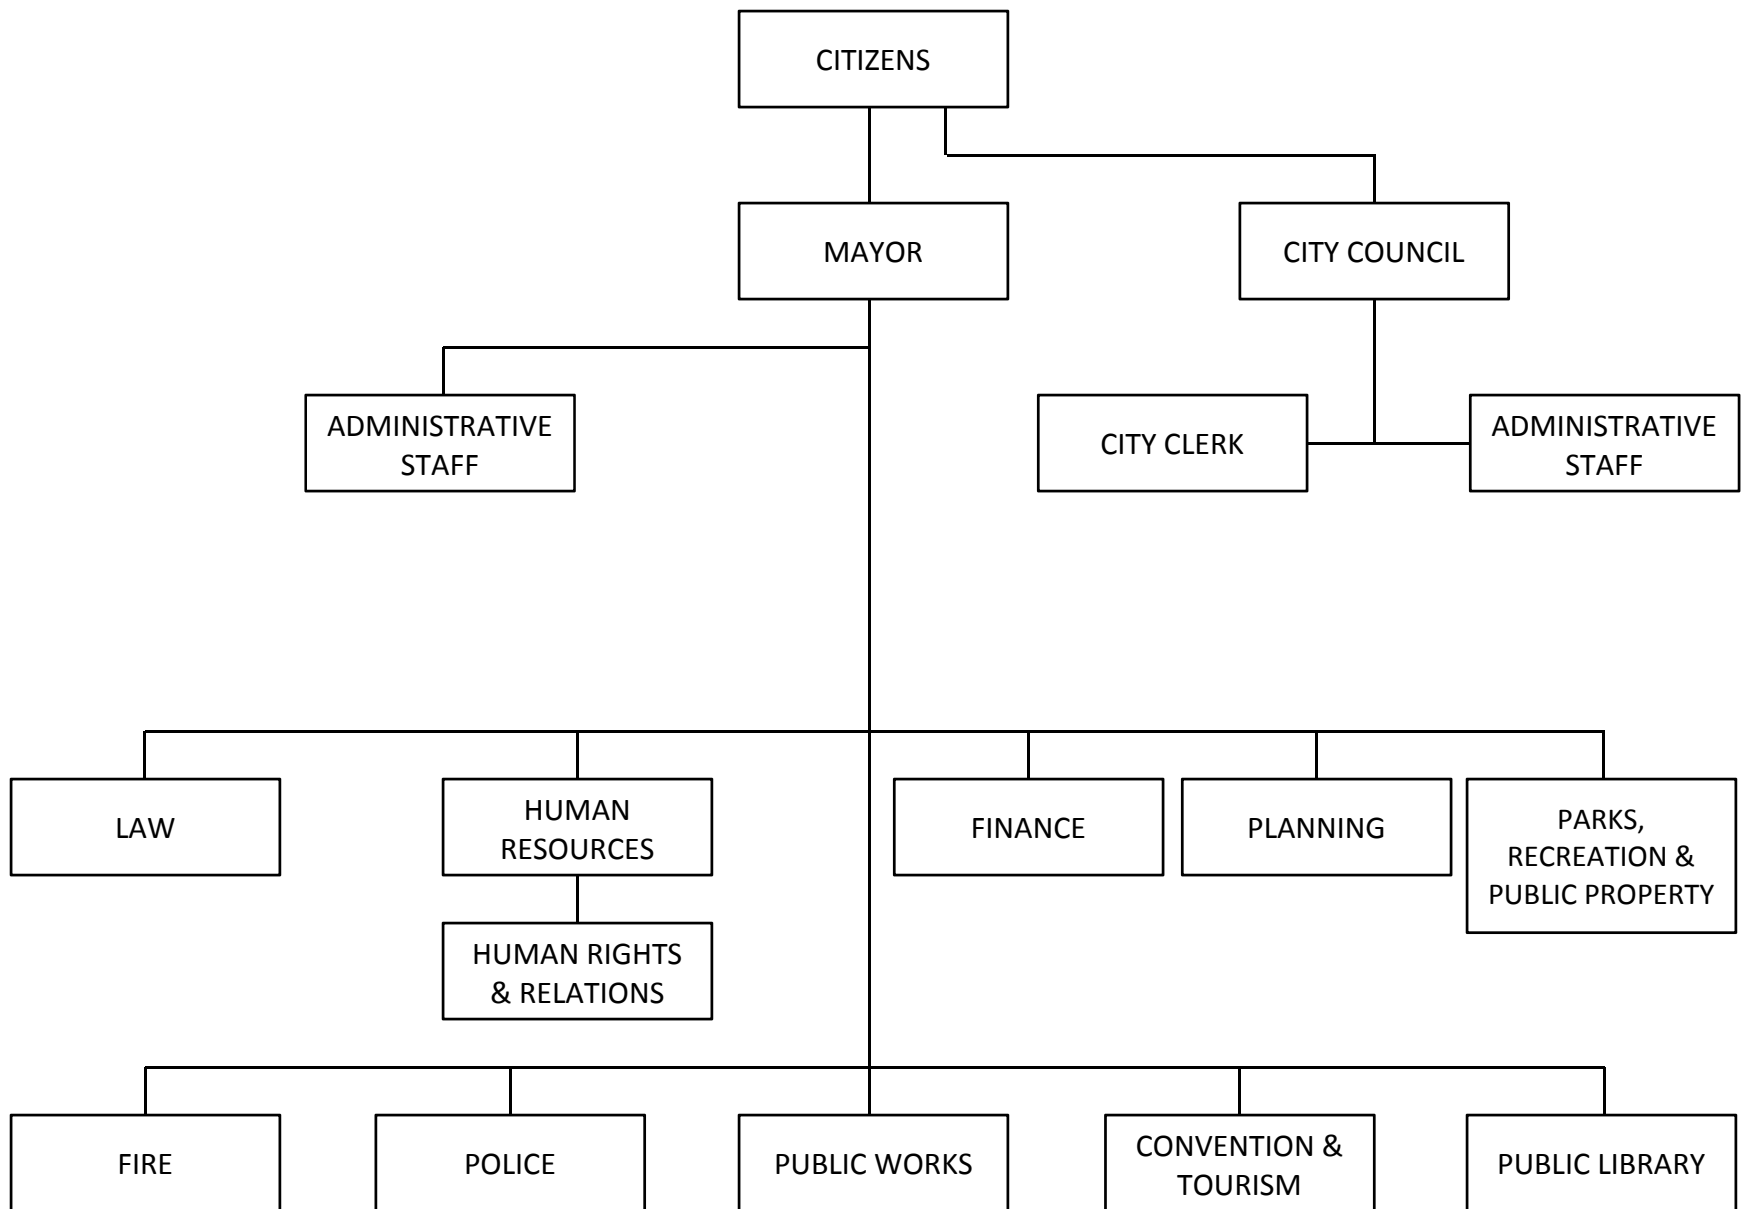 CITIZENS
MAYOR
CITY COUNCIL
ADMINISTRATIVE
STAFF
CITY CLERK
ADMINISTRATIVE
STAFF
LAW
HUMAN
RESOURCES
FINANCE
PLANNING
PARKS,
RECREATION &
PUBLIC PROPERTY
HUMAN RIGHTS
& RELATIONS
FIRE
POLICE
PUBLIC WORKS
CONVENTION &
TOURISM
PUBLIC LIBRARY